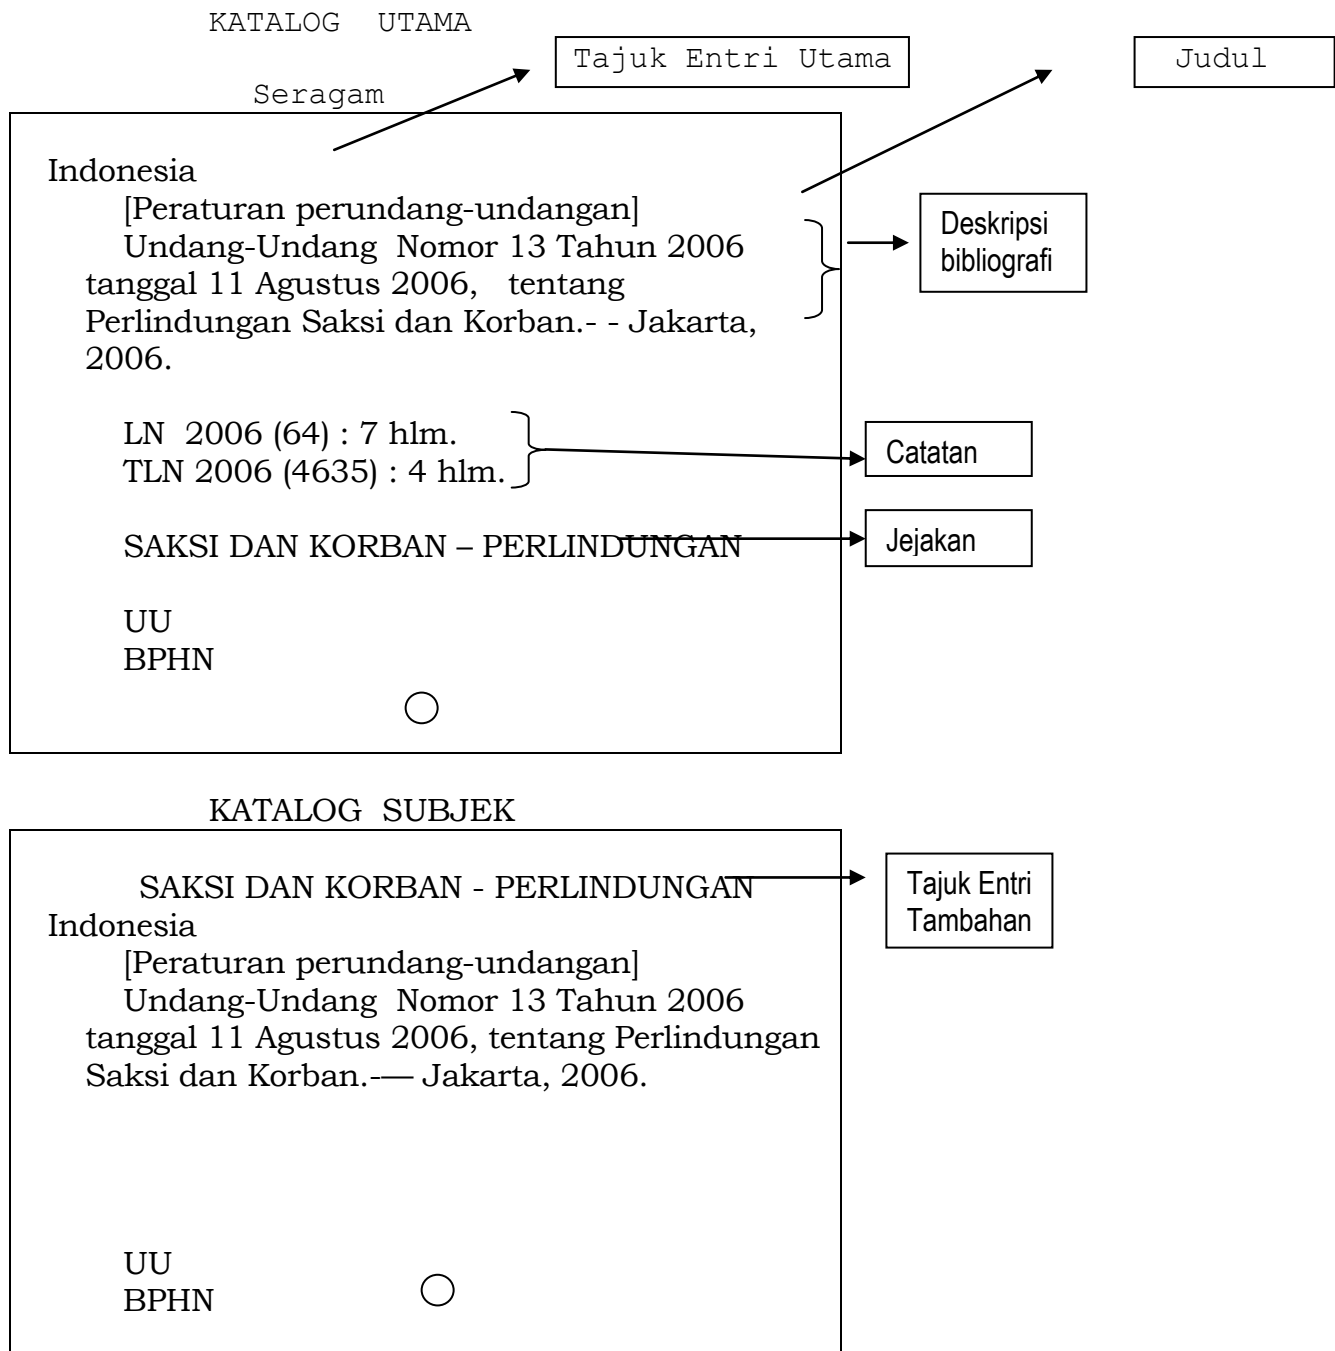 KATALOG  UTAMA
Tajuk Entri Utama
Judul
Seragam
Indonesia
[Peraturan perundang-undangan]
Undang-Undang  Nomor 13 Tahun 2006
tanggal 11 Agustus 2006,   tentang
Perlindungan Saksi dan Korban.- - Jakarta,
2006.
Deskripsi
bibliografi
LN  2006 (64) : 7 hlm.
TLN 2006 (4635) : 4 hlm.
Catatan
SAKSI DAN KORBAN – PERLINDUNGAN
Jejakan
UU
BPHN
KATALOG  SUBJEK
SAKSI DAN KORBAN - PERLINDUNGAN
Tajuk Entri
Tambahan
Indonesia
[Peraturan perundang-undangan]
Undang-Undang  Nomor 13 Tahun 2006
tanggal 11 Agustus 2006, tentang Perlindungan
Saksi dan Korban.-— Jakarta, 2006.
UU
BPHN